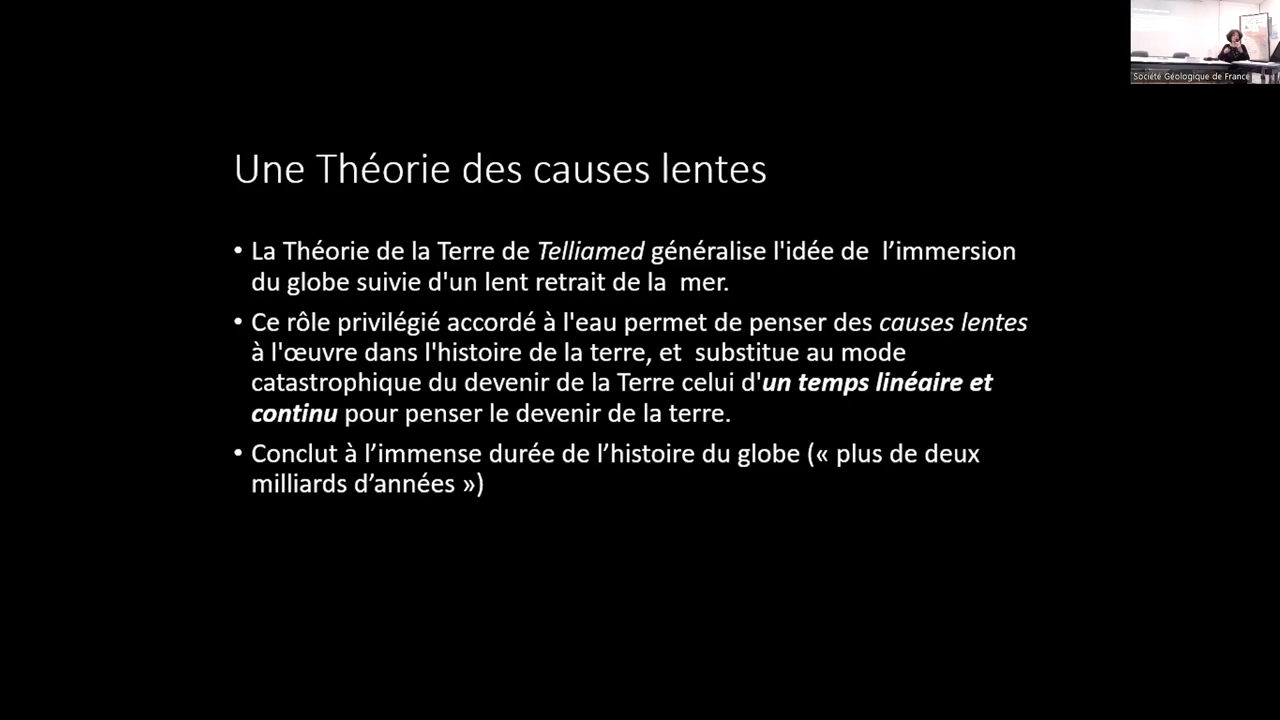 Société Géologique de France
Une Théorie des causes lentes
• La Théorie de la Terre de Telliamed généralise l'idée de l’immersion
du globe suivie d'un lent retrait de la mer.
• Ce rôle privilégié accordé à l'eau permet de penser des causes lentes
à l'œuvre dans l'histoire de la terre, et substitue au mode
catastrophique du devenir de la Terre celui d'un temps linéaire et
continu pour penser le devenir de la terre.
• Conclut à l’immense durée de l’histoire du globe (« plus de deux
milliards d’années »)